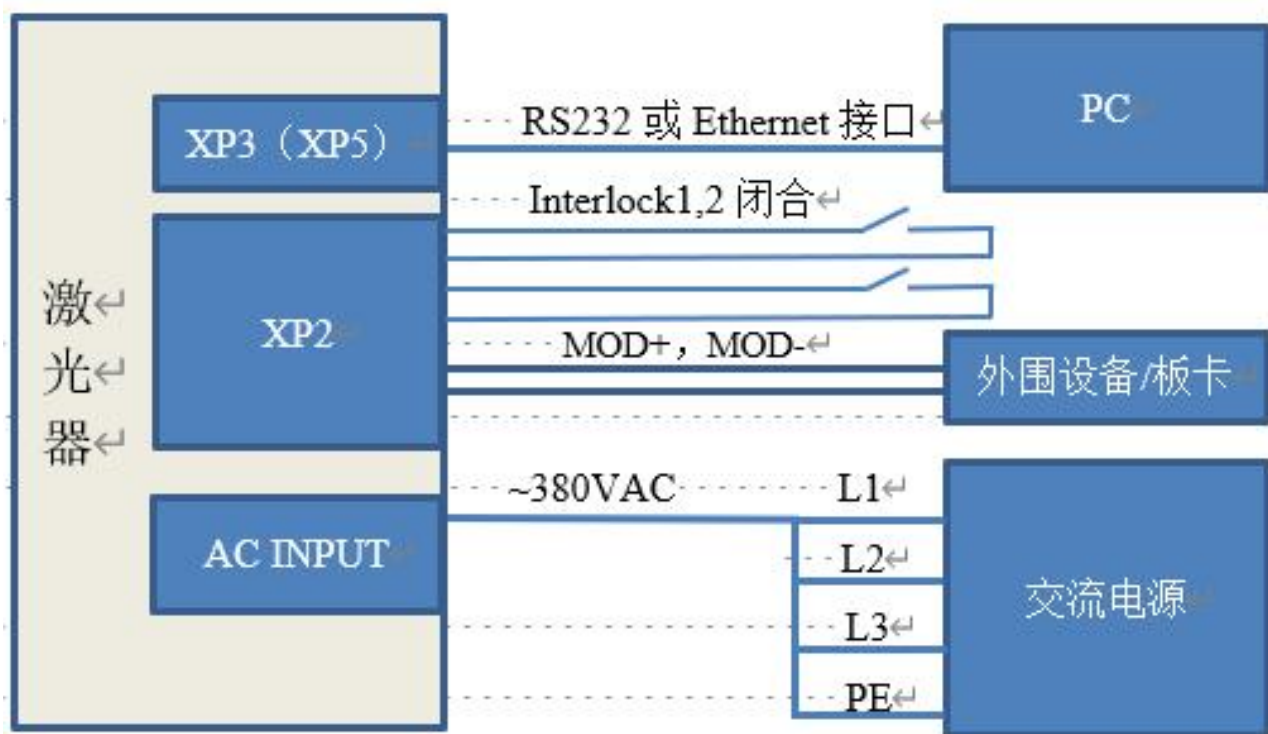 RS232 或 Ethernet 接口
PC
XP3（XP5）
Interlock1,2 闭合
激光器
XP2
MOD+，MOD-
外围设备/板卡
~380VAC
L1
AC INPUT
L2
交流电源
L3
PE